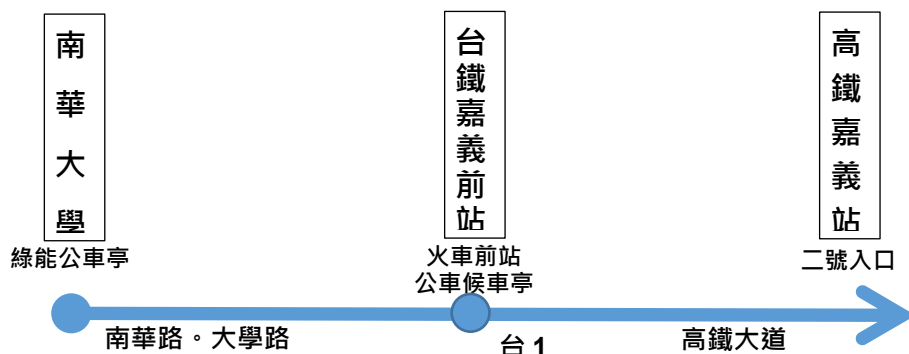 南華大學
台鐵嘉義前站
高鐵嘉義站
綠能公車亭
火車前站
公車候車亭
二號入口
南華路。大學路
台1
高鐵大道